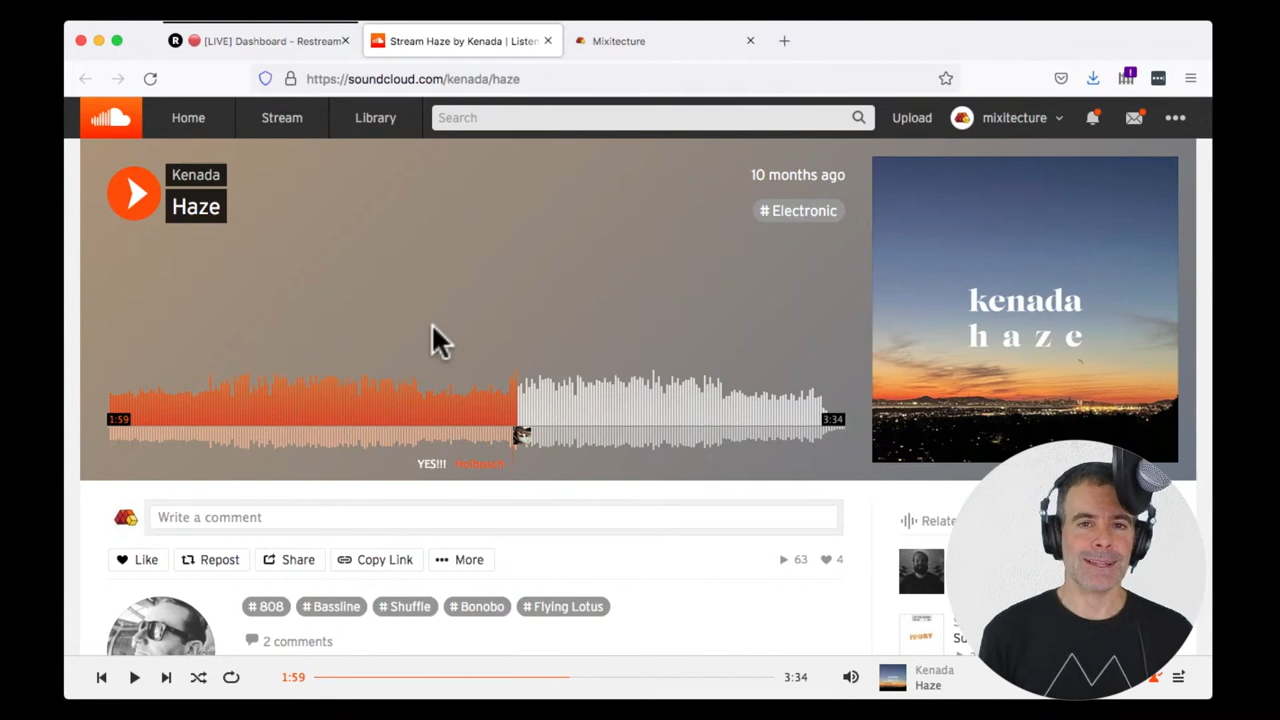 [LIVE] Dashboard - Restream
Stream Haze by Kenada | Listen
Mixitecture
https://soundcloud.com/kenada/haze
Home
Stream
Library
Search
Upload
mixitecture
Kenada
Haze
10 months ago
# Electronic
kenada
haze
1:59
3:34
YES!!!
Write a comment
Like
Repost
Share
Copy Link
More
63
4
# 808
# Bassline
# Shuffle
# Bonobo
# Flying Lotus
2 comments
Relate
1:59
3:34
Kenada
Haze